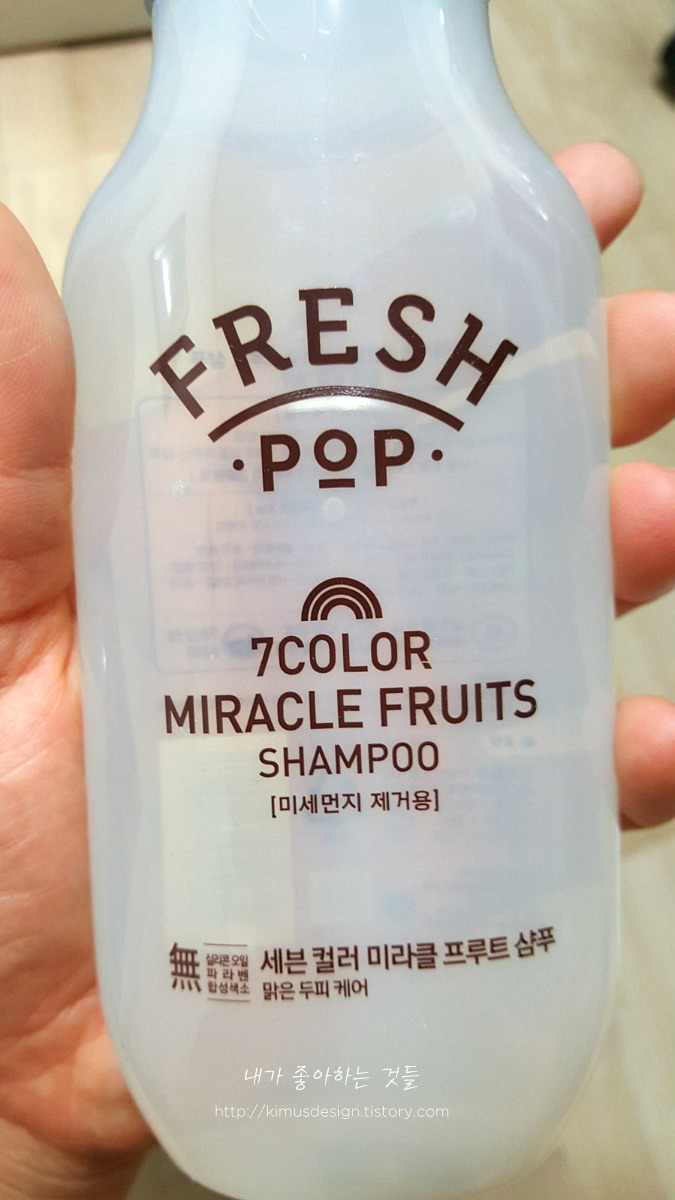 FRESH
·POP·
7COLOR
MIRACLE FRUITS
SHAMPOO
[미세먼지 제거용]
無 실리콘 오일 파라벤 합성색소
세븐 컬러 미라클 프루트 샴푸
맑은 두피 케어
내가 좋아하는 것들
http://kimusdesign.tistory.com